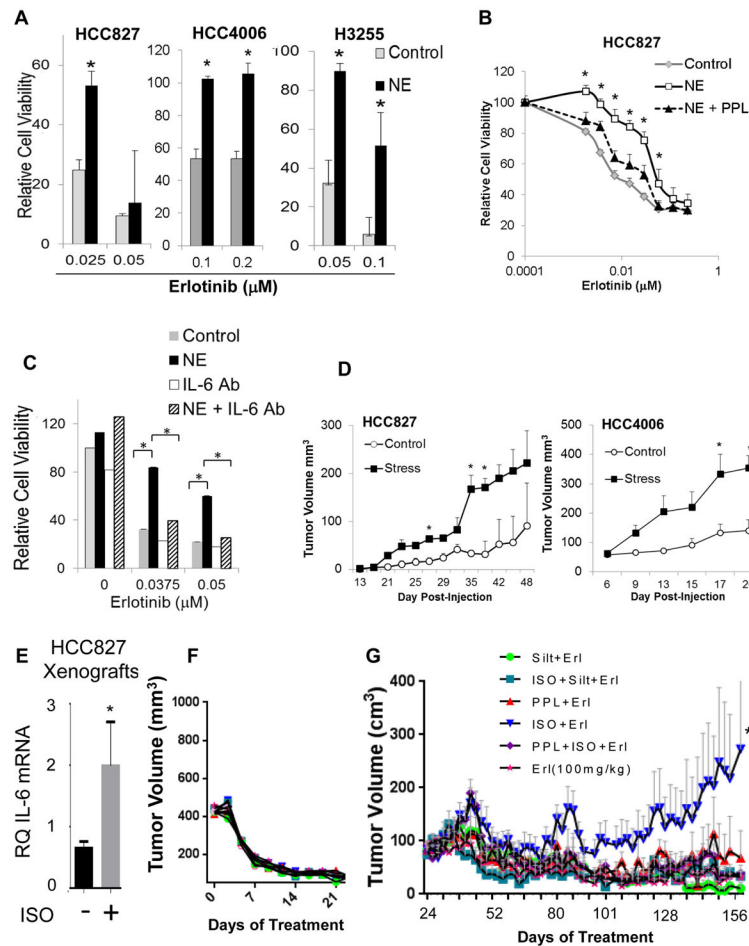 A
HCC827
HCC4006
H3255
Control
NE
Relative Cell Viability
60
40
20
0
120
100
80
60
40
20
0
80
60
40
20
0
*
*
*
*
*
0.025 0.05
0.1 0.2
0.05 0.1
Erlotinib (µM)
B
HCC827
Control
NE
NE + PPL
Relative Cell Viability
120
100
80
60
40
20
0
* * * * * *
0.0001 0.01 1
Erlotinib (µM)
C
Control
NE
IL-6 Ab
NE + IL-6 Ab
Relative Cell Viability
120
80
40
0
* *
* *
0 0.0375 0.05
Erlotinib (µM)
D
HCC827
Control
Stress
Tumor Volume mm³
300
200
100
0
* * *
13 21 25 29 35 42 48
Day Post-Injection
HCC4006
Control
Stress
Tumor Volume mm³
500
400
300
200
100
0
*
6 9 13 15 17
Day Post-Injection
E
HCC827
Xenografts
RQ IL-6 mRNA
3
2
1
0
*
ISO - +
F
Tumor Volume (mm³)
1000
800
600
400
200
0 7 14 21
Days of Treatment
G
Silt+Erl
ISO+Silt+Erl
PPL+Erl
ISO+Erl
PPL+ISO+Erl
Erl(100mg/kg)
Tumor Volume (cm³)
400
300
200
100
0
*
24 52 80 101 128 156
Days of Treatment